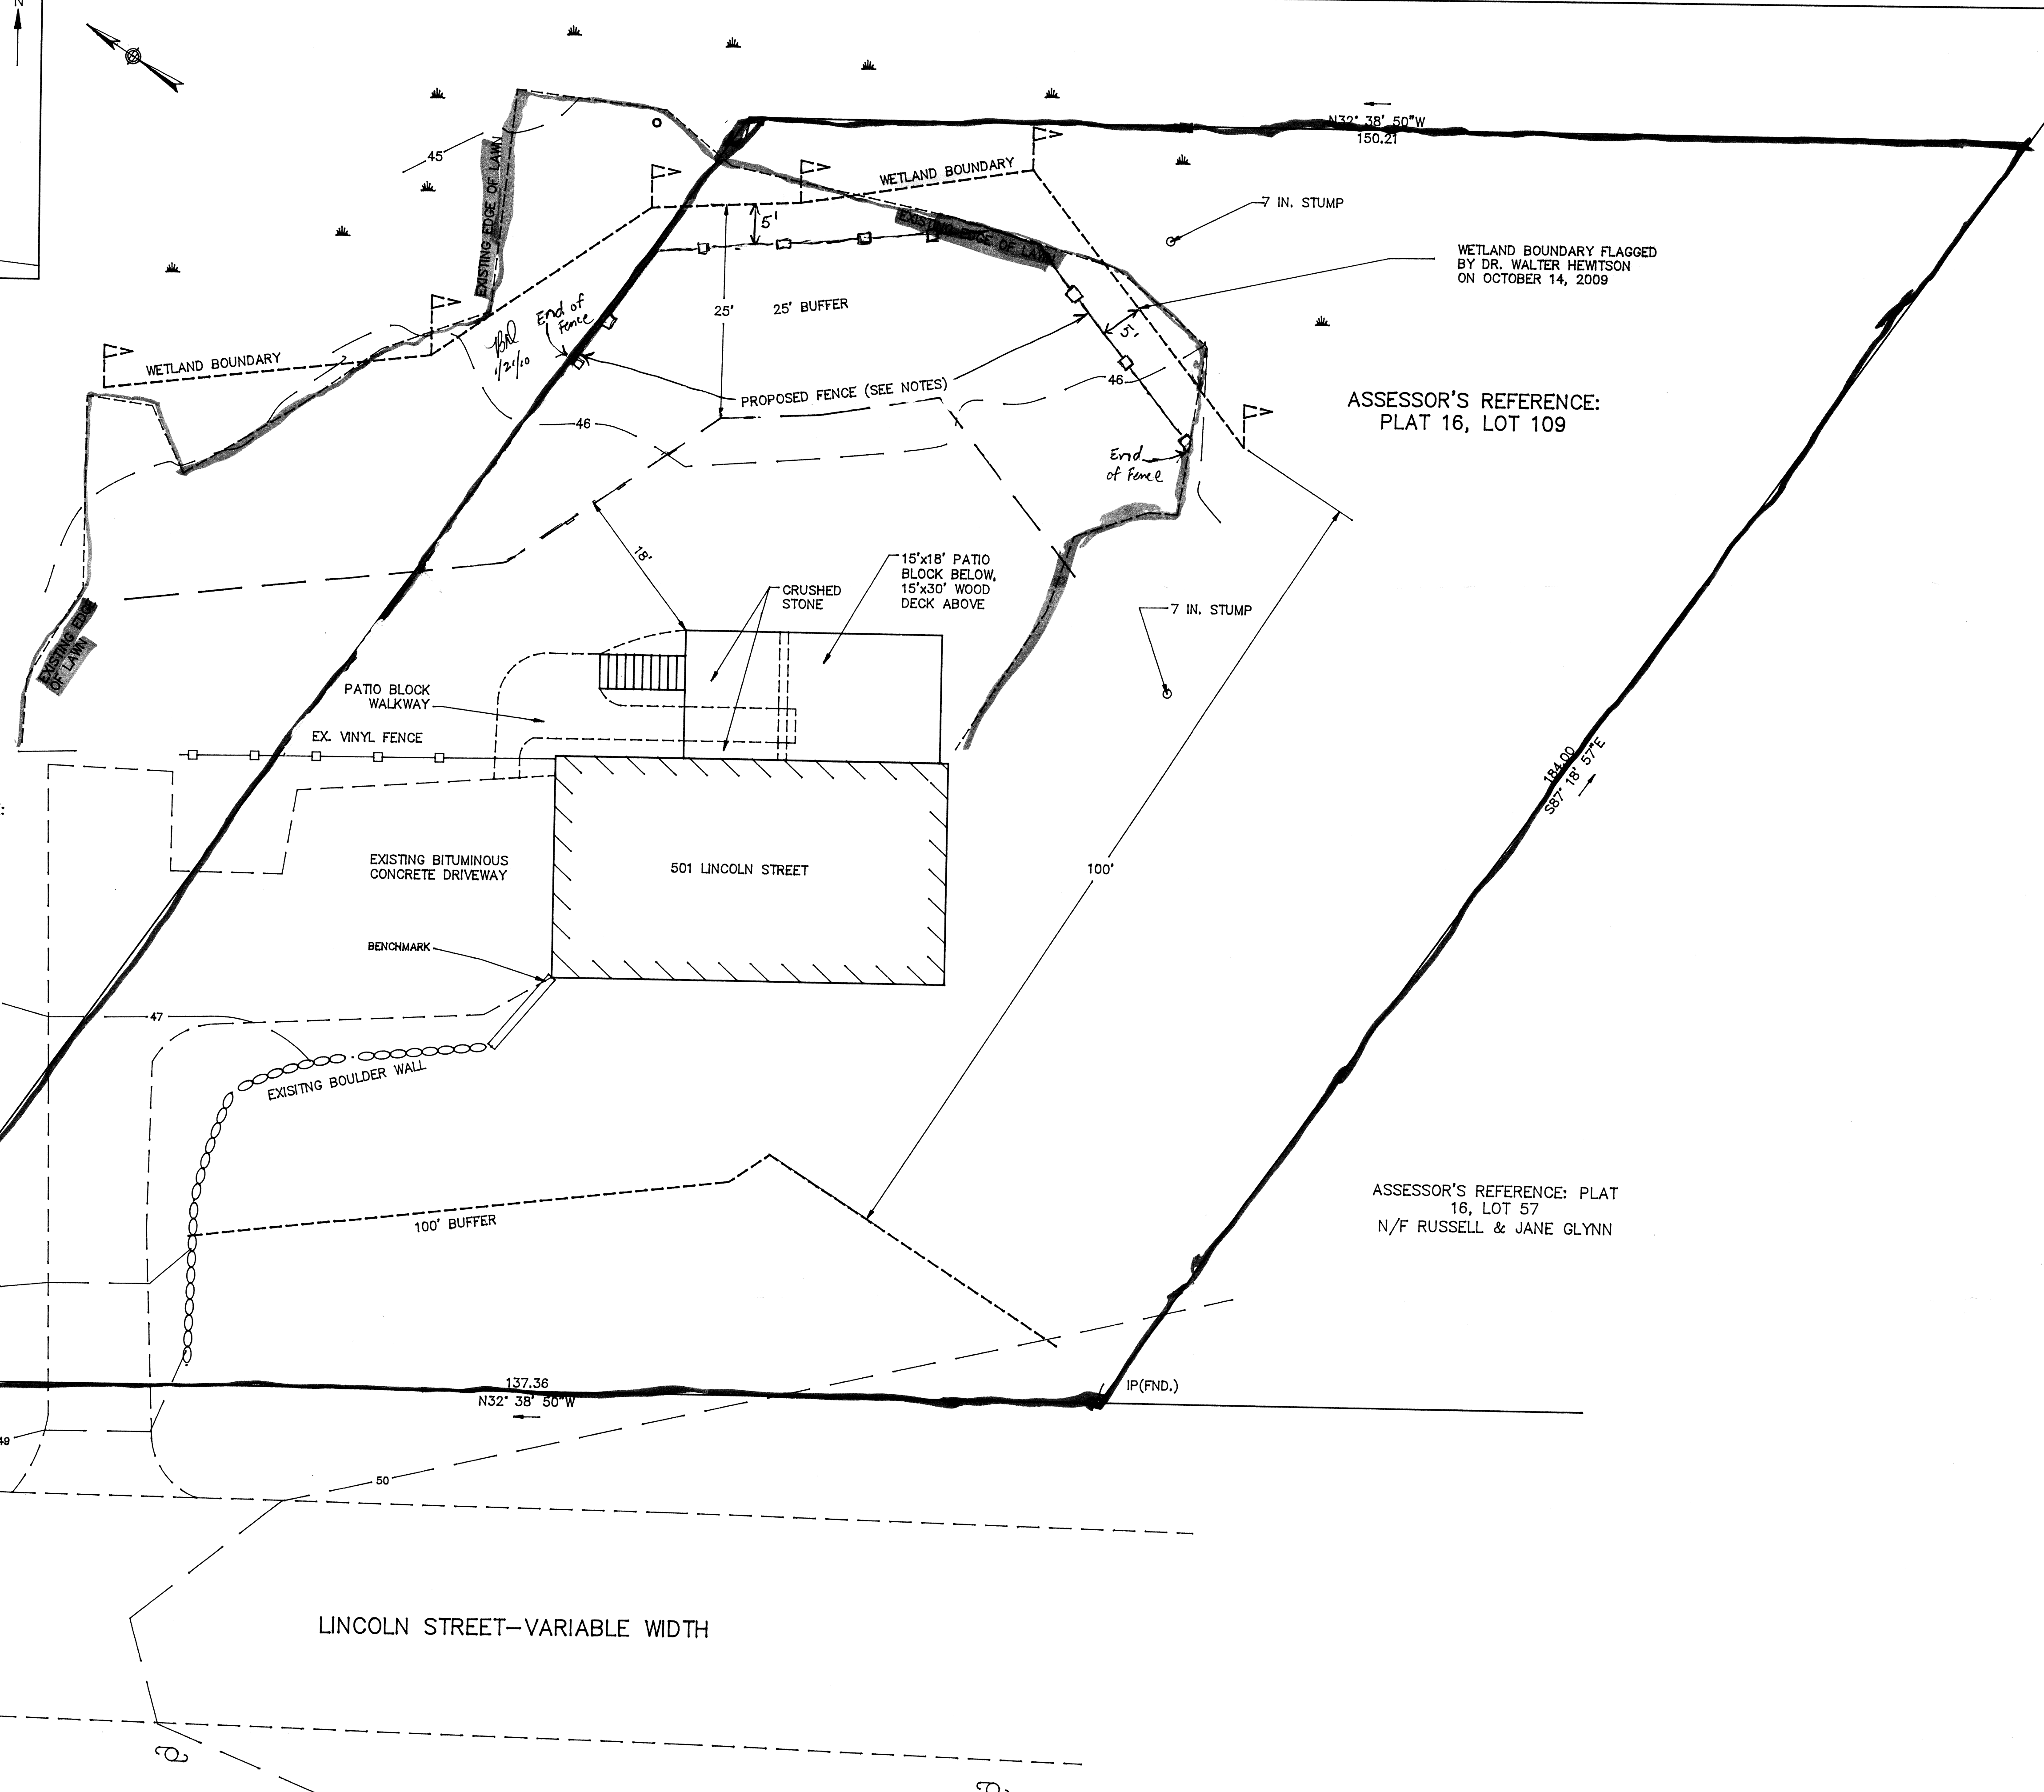 N
N32° 38' 50"W
150.21
45
EXISTING EDGE OF LAWN
WETLAND BOUNDARY
7 IN. STUMP
5'
EXISTING EDGE OF LAWN
WETLAND BOUNDARY FLAGGED
BY DR. WALTER HEWITSON
ON OCTOBER 14, 2009
25'
25' BUFFER
End of
Fence
1/21/10
5'
WETLAND BOUNDARY
PROPOSED FENCE (SEE NOTES)
46
46
ASSESSOR'S REFERENCE:
PLAT 16, LOT 109
End
of Fence
18'
15'x18' PATIO
BLOCK BELOW,
15'x30' WOOD
DECK ABOVE
CRUSHED
STONE
7 IN. STUMP
EXISTING EDGE
OF LAWN
PATIO BLOCK
WALKWAY
EX. VINYL FENCE
184.00
S87° 18' 57"E
EXISTING BITUMINOUS
CONCRETE DRIVEWAY
501 LINCOLN STREET
100'
BENCHMARK
47
EXISITNG BOULDER WALL
ASSESSOR'S REFERENCE: PLAT
16, LOT 57
N/F RUSSELL & JANE GLYNN
100' BUFFER
137.36
N32° 38' 50"W
IP(FND.)
49
50
LINCOLN STREET-VARIABLE WIDTH